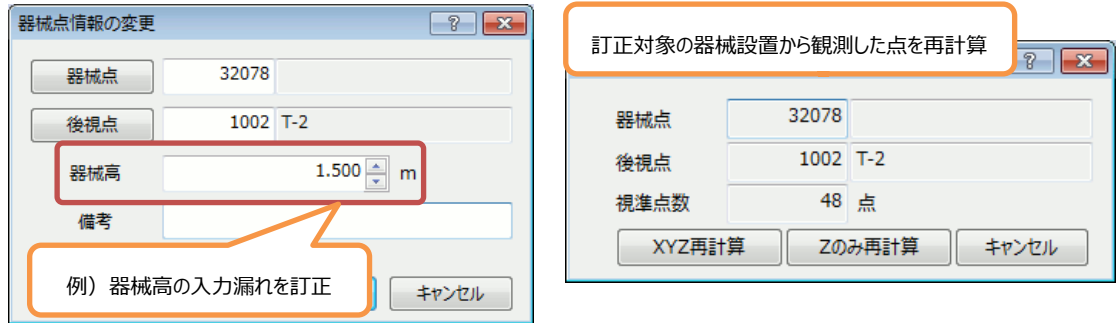 器械点情報の変更
器械点 32078
後視点 1002 T-2
器械高 1.500 m
備考
例）器械高の入力漏れを訂正
キャンセル
訂正対象の器械設置から観測した点を再計算
器械点 32078
後視点 1002 T-2
視準点数 48 点
XYZ再計算 Zのみ再計算 キャンセル